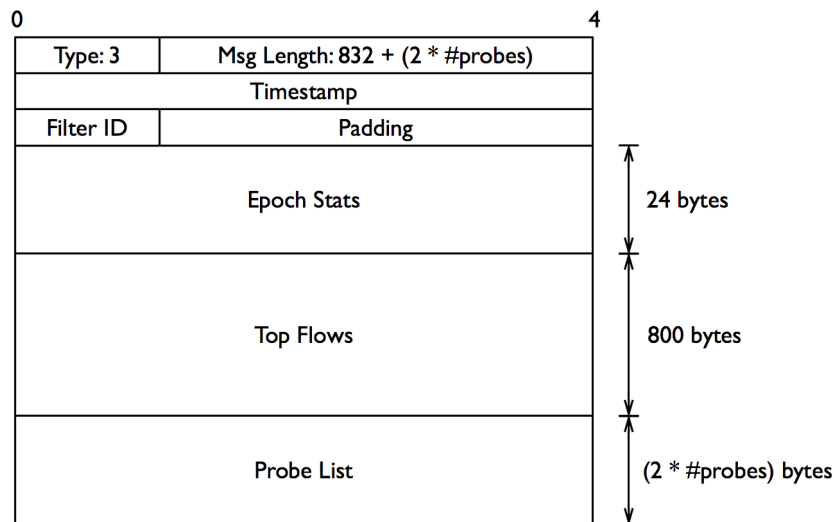 0 4
Type: 3 Msg Length: 832 + (2 * #probes)
Timestamp
Filter ID Padding
Epoch Stats 24 bytes
Top Flows 800 bytes
Probe List (2 * #probes) bytes